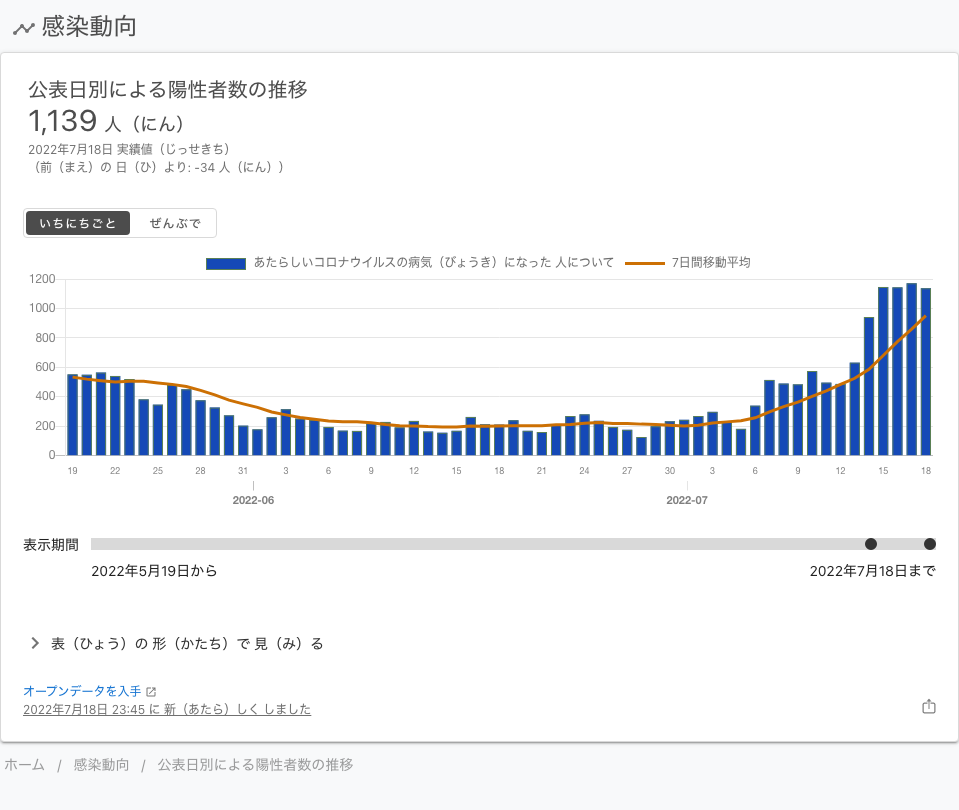 感染動向
公表日別による陽性者数の推移
1,139 人（にん）
2022年7月18日 実績値（じっせきち）
（前（まえ）の 日（ひ）より: -34 人（にん））
いちにちごと ぜんぶで
あたらしいコロナウイルスの病気（びょうき）になった 人について 7日間移動平均
1200
1000
800
600
400
200
0
19 22 25 28 31 3 6 9 12 15 18 21 24 27 30 3 6 9 12 15 18
2022-06 2022-07
表示期間
2022年5月19日から 2022年7月18日まで
表（ひょう）の 形（かたち）で 見（み）る
オープンデータを入手
2022年7月18日 23:45 に 新（あたら）しく しました
ホーム / 感染動向 / 公表日別による陽性者数の推移